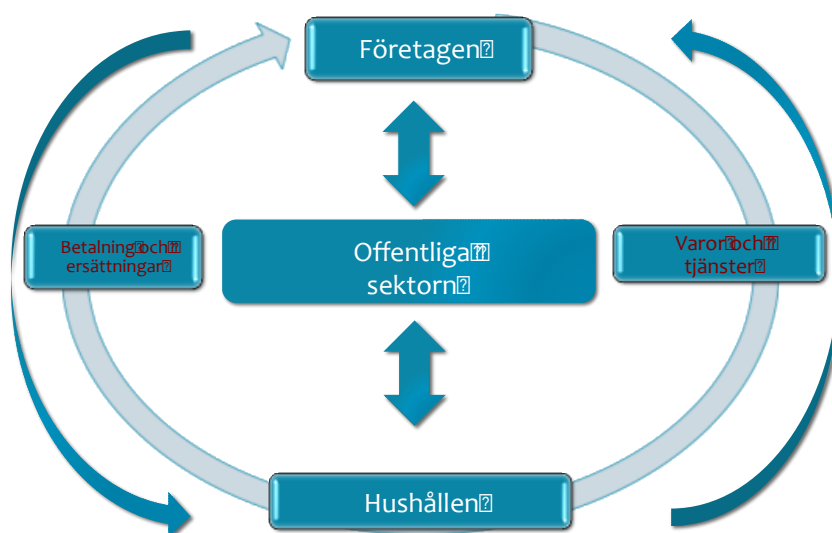 Företagen
Betalning och
ersättningar
Offentliga
sektorn
Varor och
tjänster
Hushållen